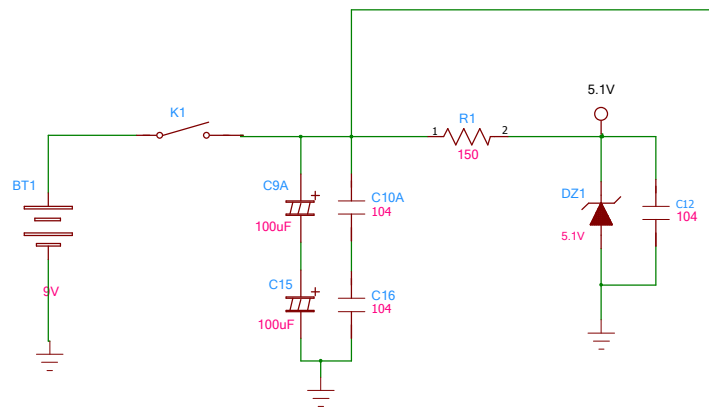 5.1V
K1
R1
1
2
150
BT1
C9A
+
100uF
C10A
104
DZ1
5.1V
C12
104
9V
C15
+
100uF
C16
104